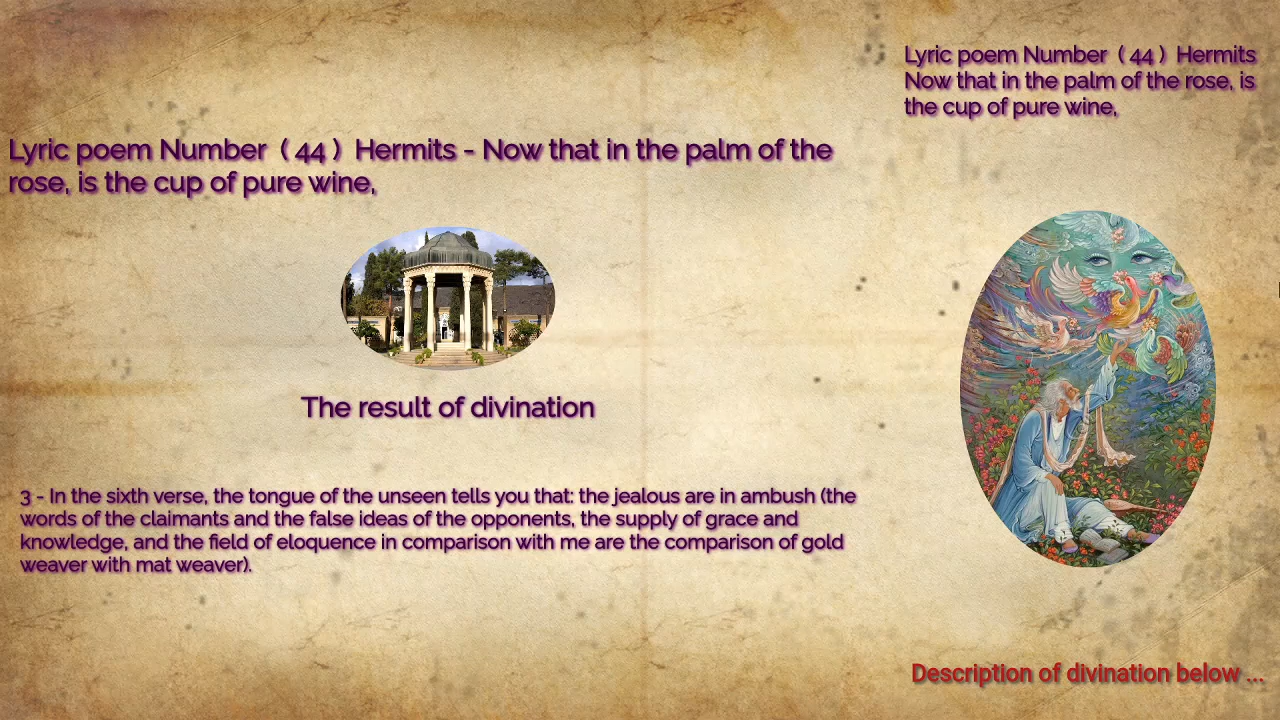 Lyric poem Number ( 44 ) Hermits
Now that in the palm of the rose, is
the cup of pure wine,
Lyric poem Number ( 44 ) Hermits - Now that in the palm of the
rose, is the cup of pure wine,
The result of divination
3 - In the sixth verse, the tongue of the unseen tells you that: the jealous are in ambush (the
words of the claimants and the false ideas of the opponents, the supply of grace and
knowledge, and the field of eloquence in comparison with me are the comparison of gold
weaver with mat weaver).
Description of divination below ...